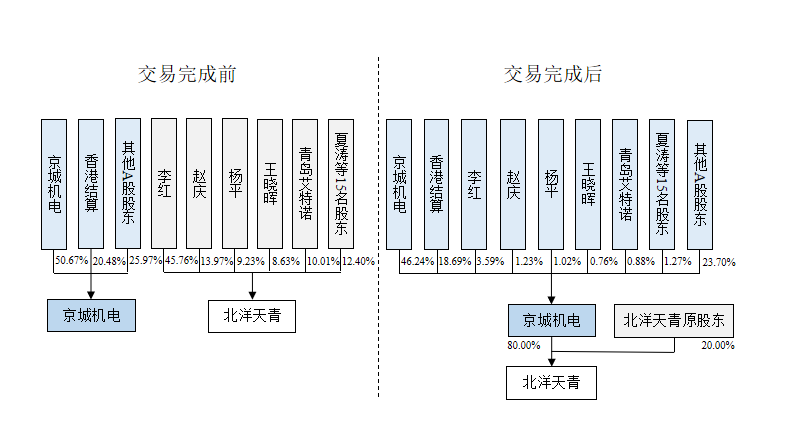 交易完成前
京城机电
香港结算
其他A股股东
李红
赵庆
杨平
王晓晖
青岛艾特诺
夏涛等15名股东
50.67%
20.48%
25.97%
45.76%
13.97%
9.23%
8.63%
10.01%
12.40%
京城机电
北洋天青
交易完成后
京城机电
香港结算
李红
赵庆
杨平
王晓晖
青岛艾特诺
夏涛等15名股东
其他A股股东
46.24%
18.69%
3.59%
1.23%
1.02%
0.76%
0.88%
1.27%
23.70%
京城机电
北洋天青原股东
80.00%
20.00%
北洋天青